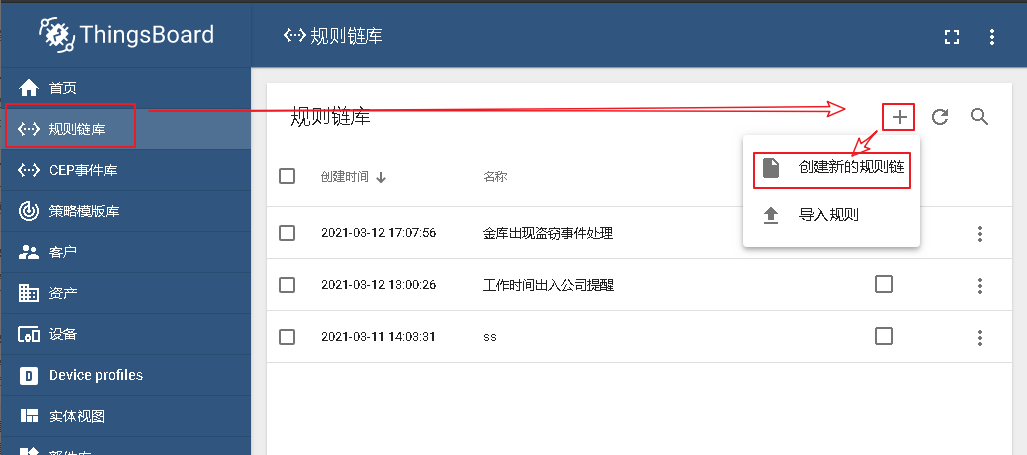 ThingsBoard
规则链库
首页
规则链库
CEP事件库
策略模版库
客户
资产
设备
Device profiles
实体视图
部件库
规则链库
创建时间
名称
创建新的规则链
导入规则
2021-03-12 17:07:56
金库出现盗窃事件处理
2021-03-12 13:00:26
工作时间出入公司提醒
2021-03-11 14:03:31
ss